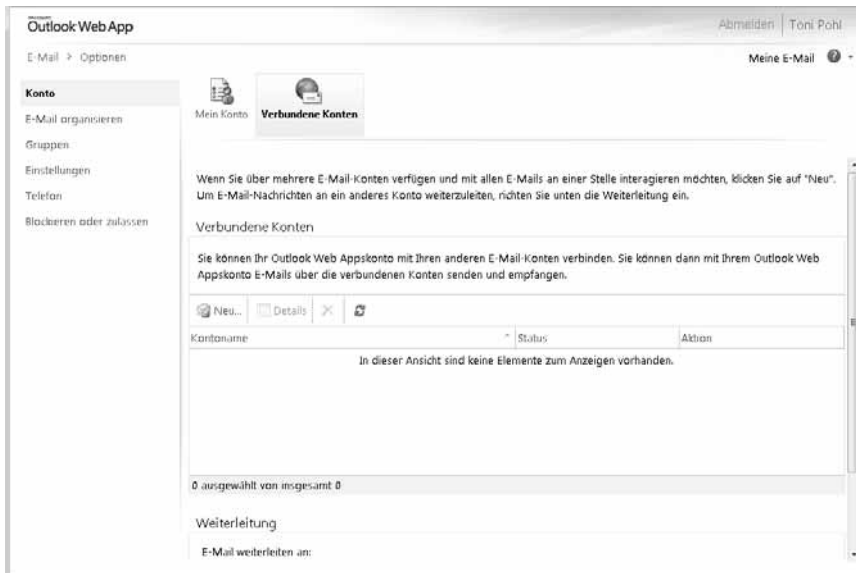 Outlook Web App
Abmelden | Toni Pohl
E-Mail > Optionen
Meine E-Mail
Konto
E-Mail organisieren
Gruppen
Einstellungen
Telefon
Blockieren oder zulassen
Mein Konto
Verbundene Konten
Wenn Sie über mehrere E-Mail-Konten verfügen und mit allen E-Mails an einer Stelle interagieren möchten, klicken Sie auf "Neu".
Um E-Mail-Nachrichten an ein anderes Konto weiterzuleiten, richten Sie unten die Weiterleitung ein.
Verbundene Konten
Sie können Ihr Outlook Web Appskonto mit Ihren anderen E-Mail-Konten verbinden. Sie können dann mit Ihrem Outlook Web
Appskonto E-Mails über die verbundenen Konten senden und empfangen.
Neu... Details
Kontoname Status Aktion
In dieser Ansicht sind keine Elemente zum Anzeigen vorhanden.
0 ausgewählt von insgesamt 0
Weiterleitung
E-Mail weiterleiten an: